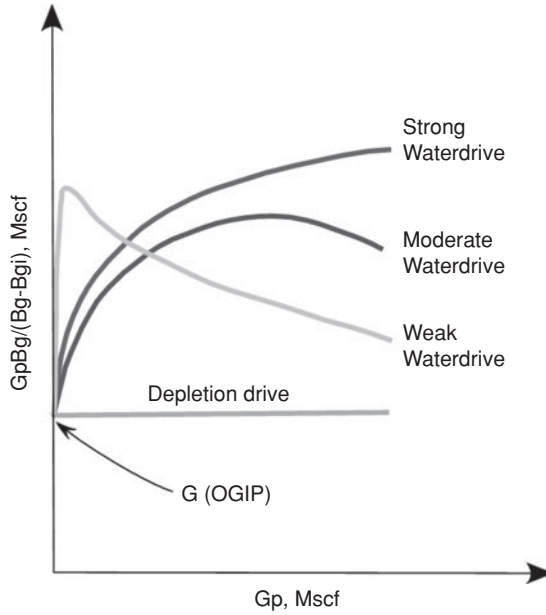 GpBg/(Bg-Bgi), Mscf
Strong
Waterdrive
Moderate
Waterdrive
Weak
Waterdrive
Depletion drive
G (OGIP)
Gp, Mscf